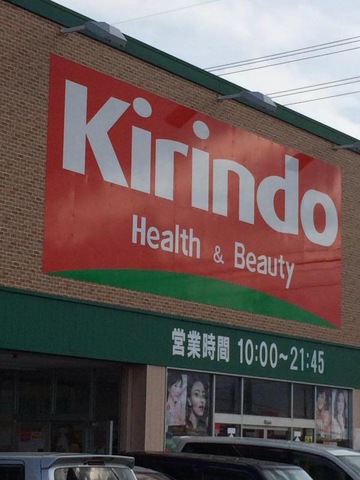 Kirindo
Health & Beauty
営業時間 10:00～21:45